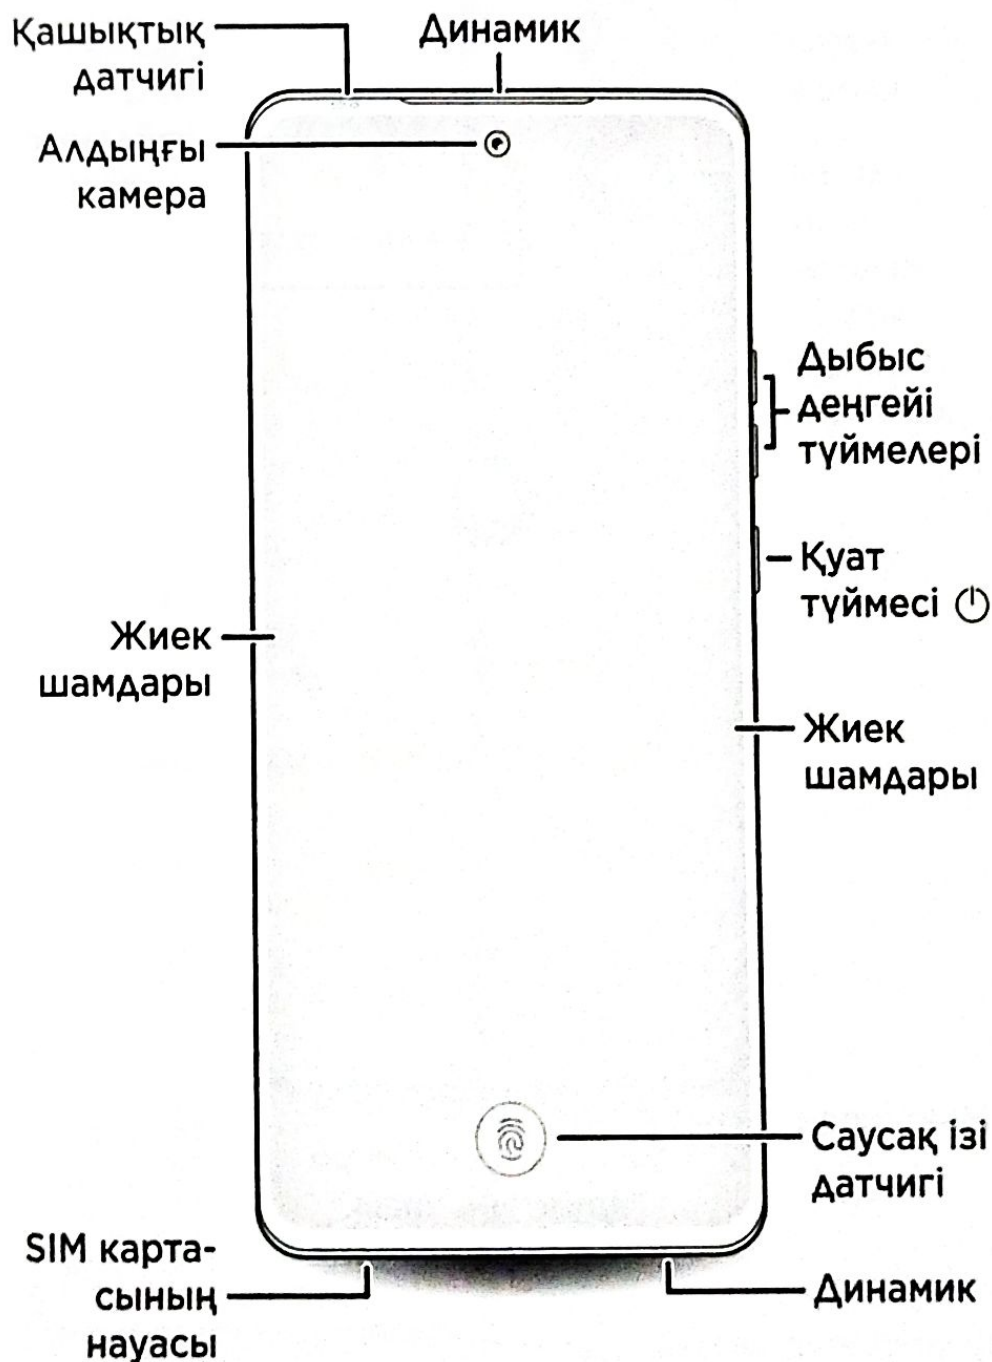 Қашықтық
датчигі
Динамик
Алдыңғы
камера
Дыбыс
деңгейі
түймелері
Қуат
түймесі
Жиек
шамдары
Жиек
шамдары
Саусақ ізі
датчигі
SIM карта-
сының
науасы
Динамик